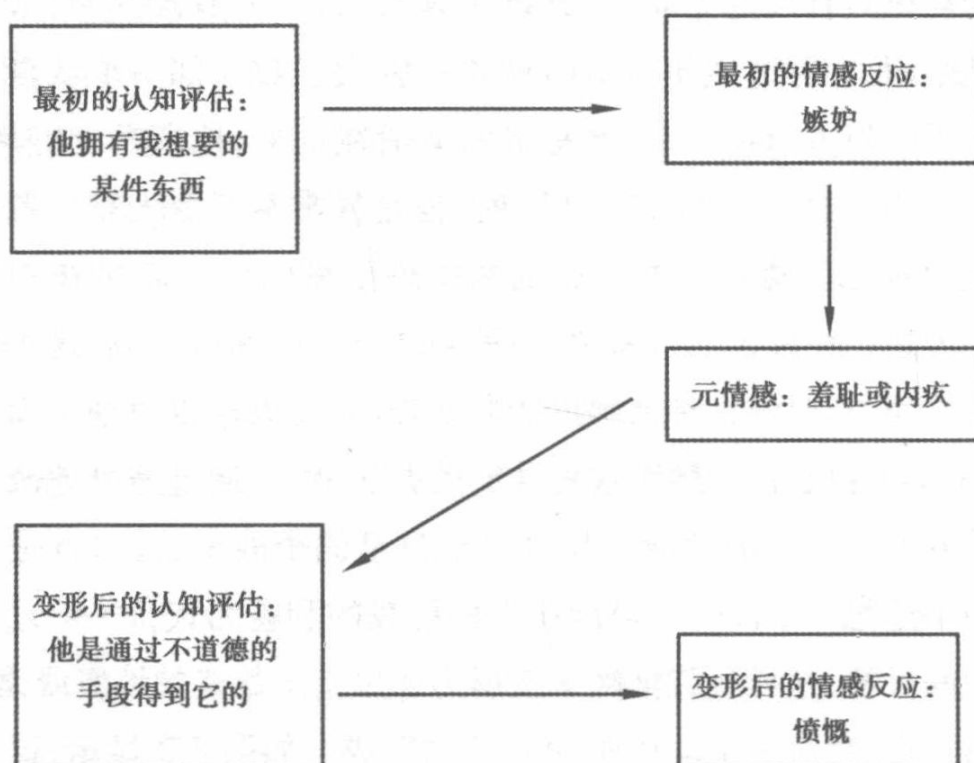 最初的认知评估：
他拥有我想要的
某件东西
最初的情感反应：
嫉妒
元情感：羞耻或内疚
变形后的认知评估：
他是通过不道德的
手段得到它的
变形后的情感反应：
愤慨